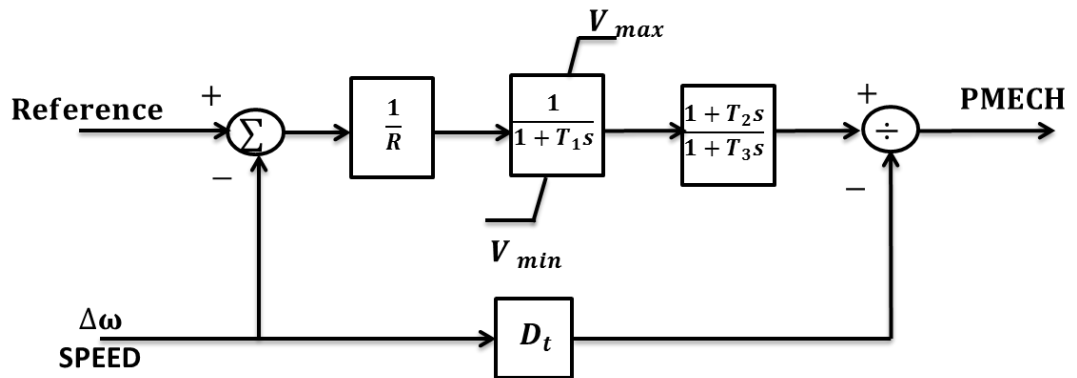 V max
Reference
+
Σ
−
1
R
1
1 + T₁s
1 + T₂s
1 + T₃s
+
÷
−
PMECH
V min
Δω
SPEED
Dₜ